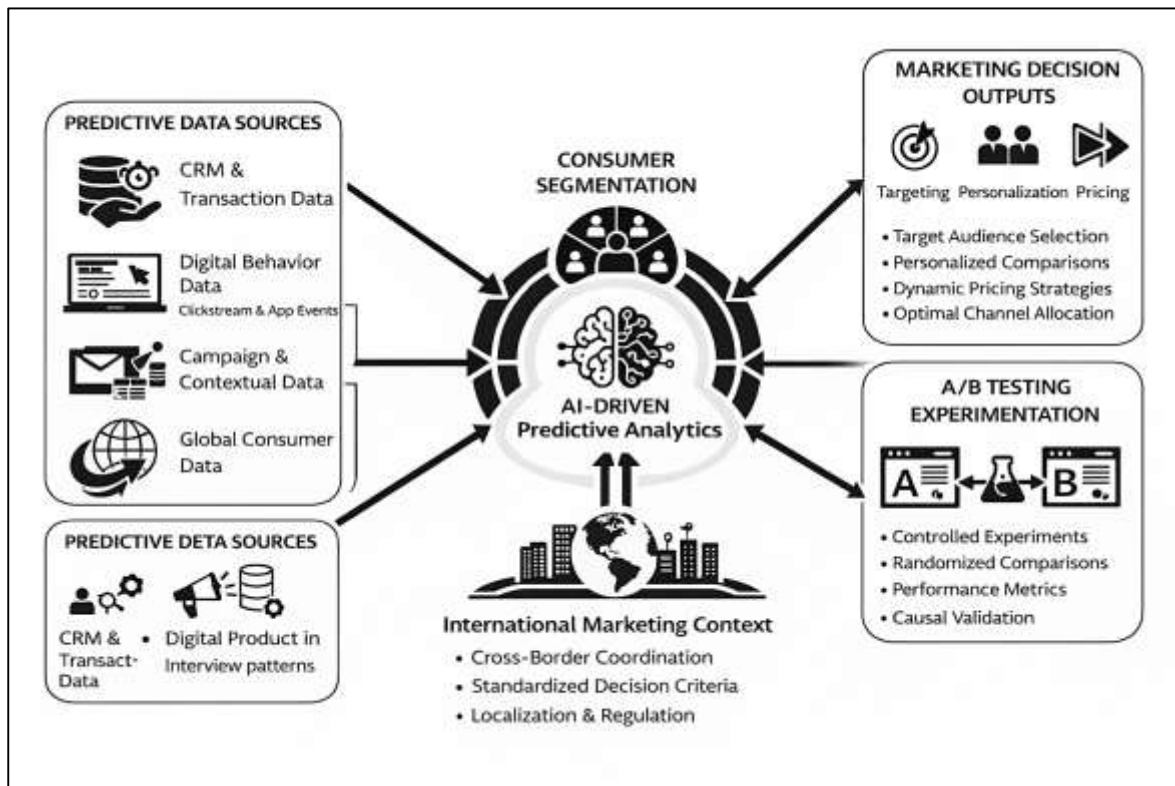 PREDICTIVE DATA SOURCES
CRM &
Transaction Data
Digital Behavior
Data
Clickstream & App Events
Campaign &
Contextual Data
Global Consumer
Data
PREDICTIVE DETA SOURCES
CRM &
Transact-
Data
• Digital Product in
Interview patterns
CONSUMER
SEGMENTATION
AI-DRIVEN
Predictive Analytics
International Marketing Context
• Cross-Border Coordination
• Standardized Decision Criteria
• Localization & Regulation
MARKETING DECISION
OUTPUTS
Targeting Personalization Pricing
• Target Audience Selection
• Personalized Comparisons
• Dynamic Pricing Strategies
• Optimal Channel Allocation
A/B TESTING
EXPERIMENTATION
A B
• Controlled Experiments
• Randomized Comparisons
• Performance Metrics
• Causal Validation